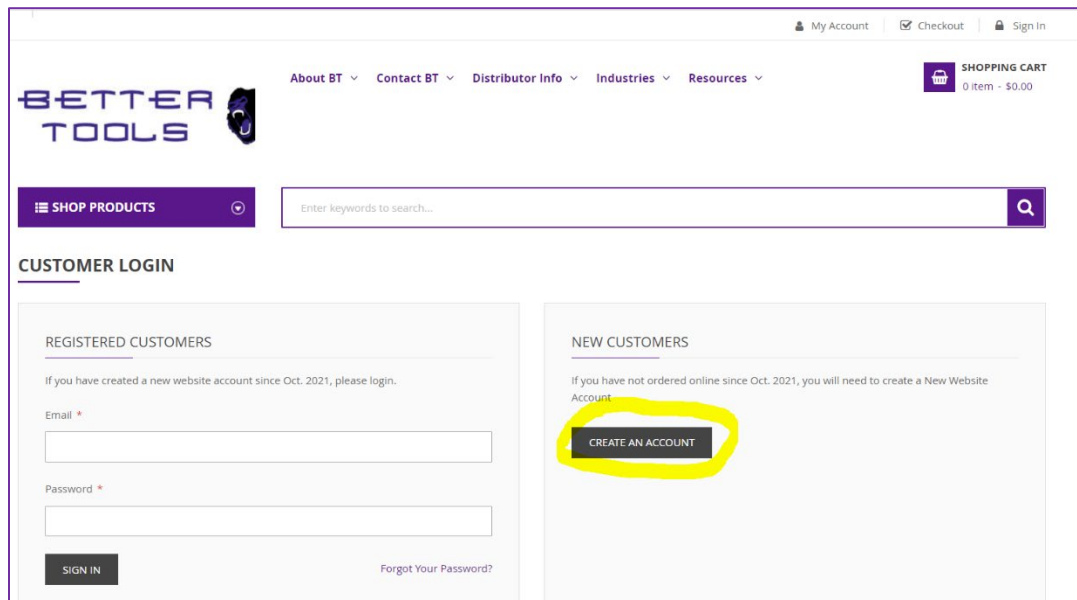 My Account Checkout Sign In
About BT Contact BT Distributor Info Industries Resources
SHOPPING CART
0 item - $0.00
BETTER
TOOLS
SHOP PRODUCTS
Enter keywords to search...
CUSTOMER LOGIN
REGISTERED CUSTOMERS
If you have created a new website account since Oct. 2021, please login.
Email *
Password *
SIGN IN Forgot Your Password?
NEW CUSTOMERS
If you have not ordered online since Oct. 2021, you will need to create a New Website
Account
CREATE AN ACCOUNT